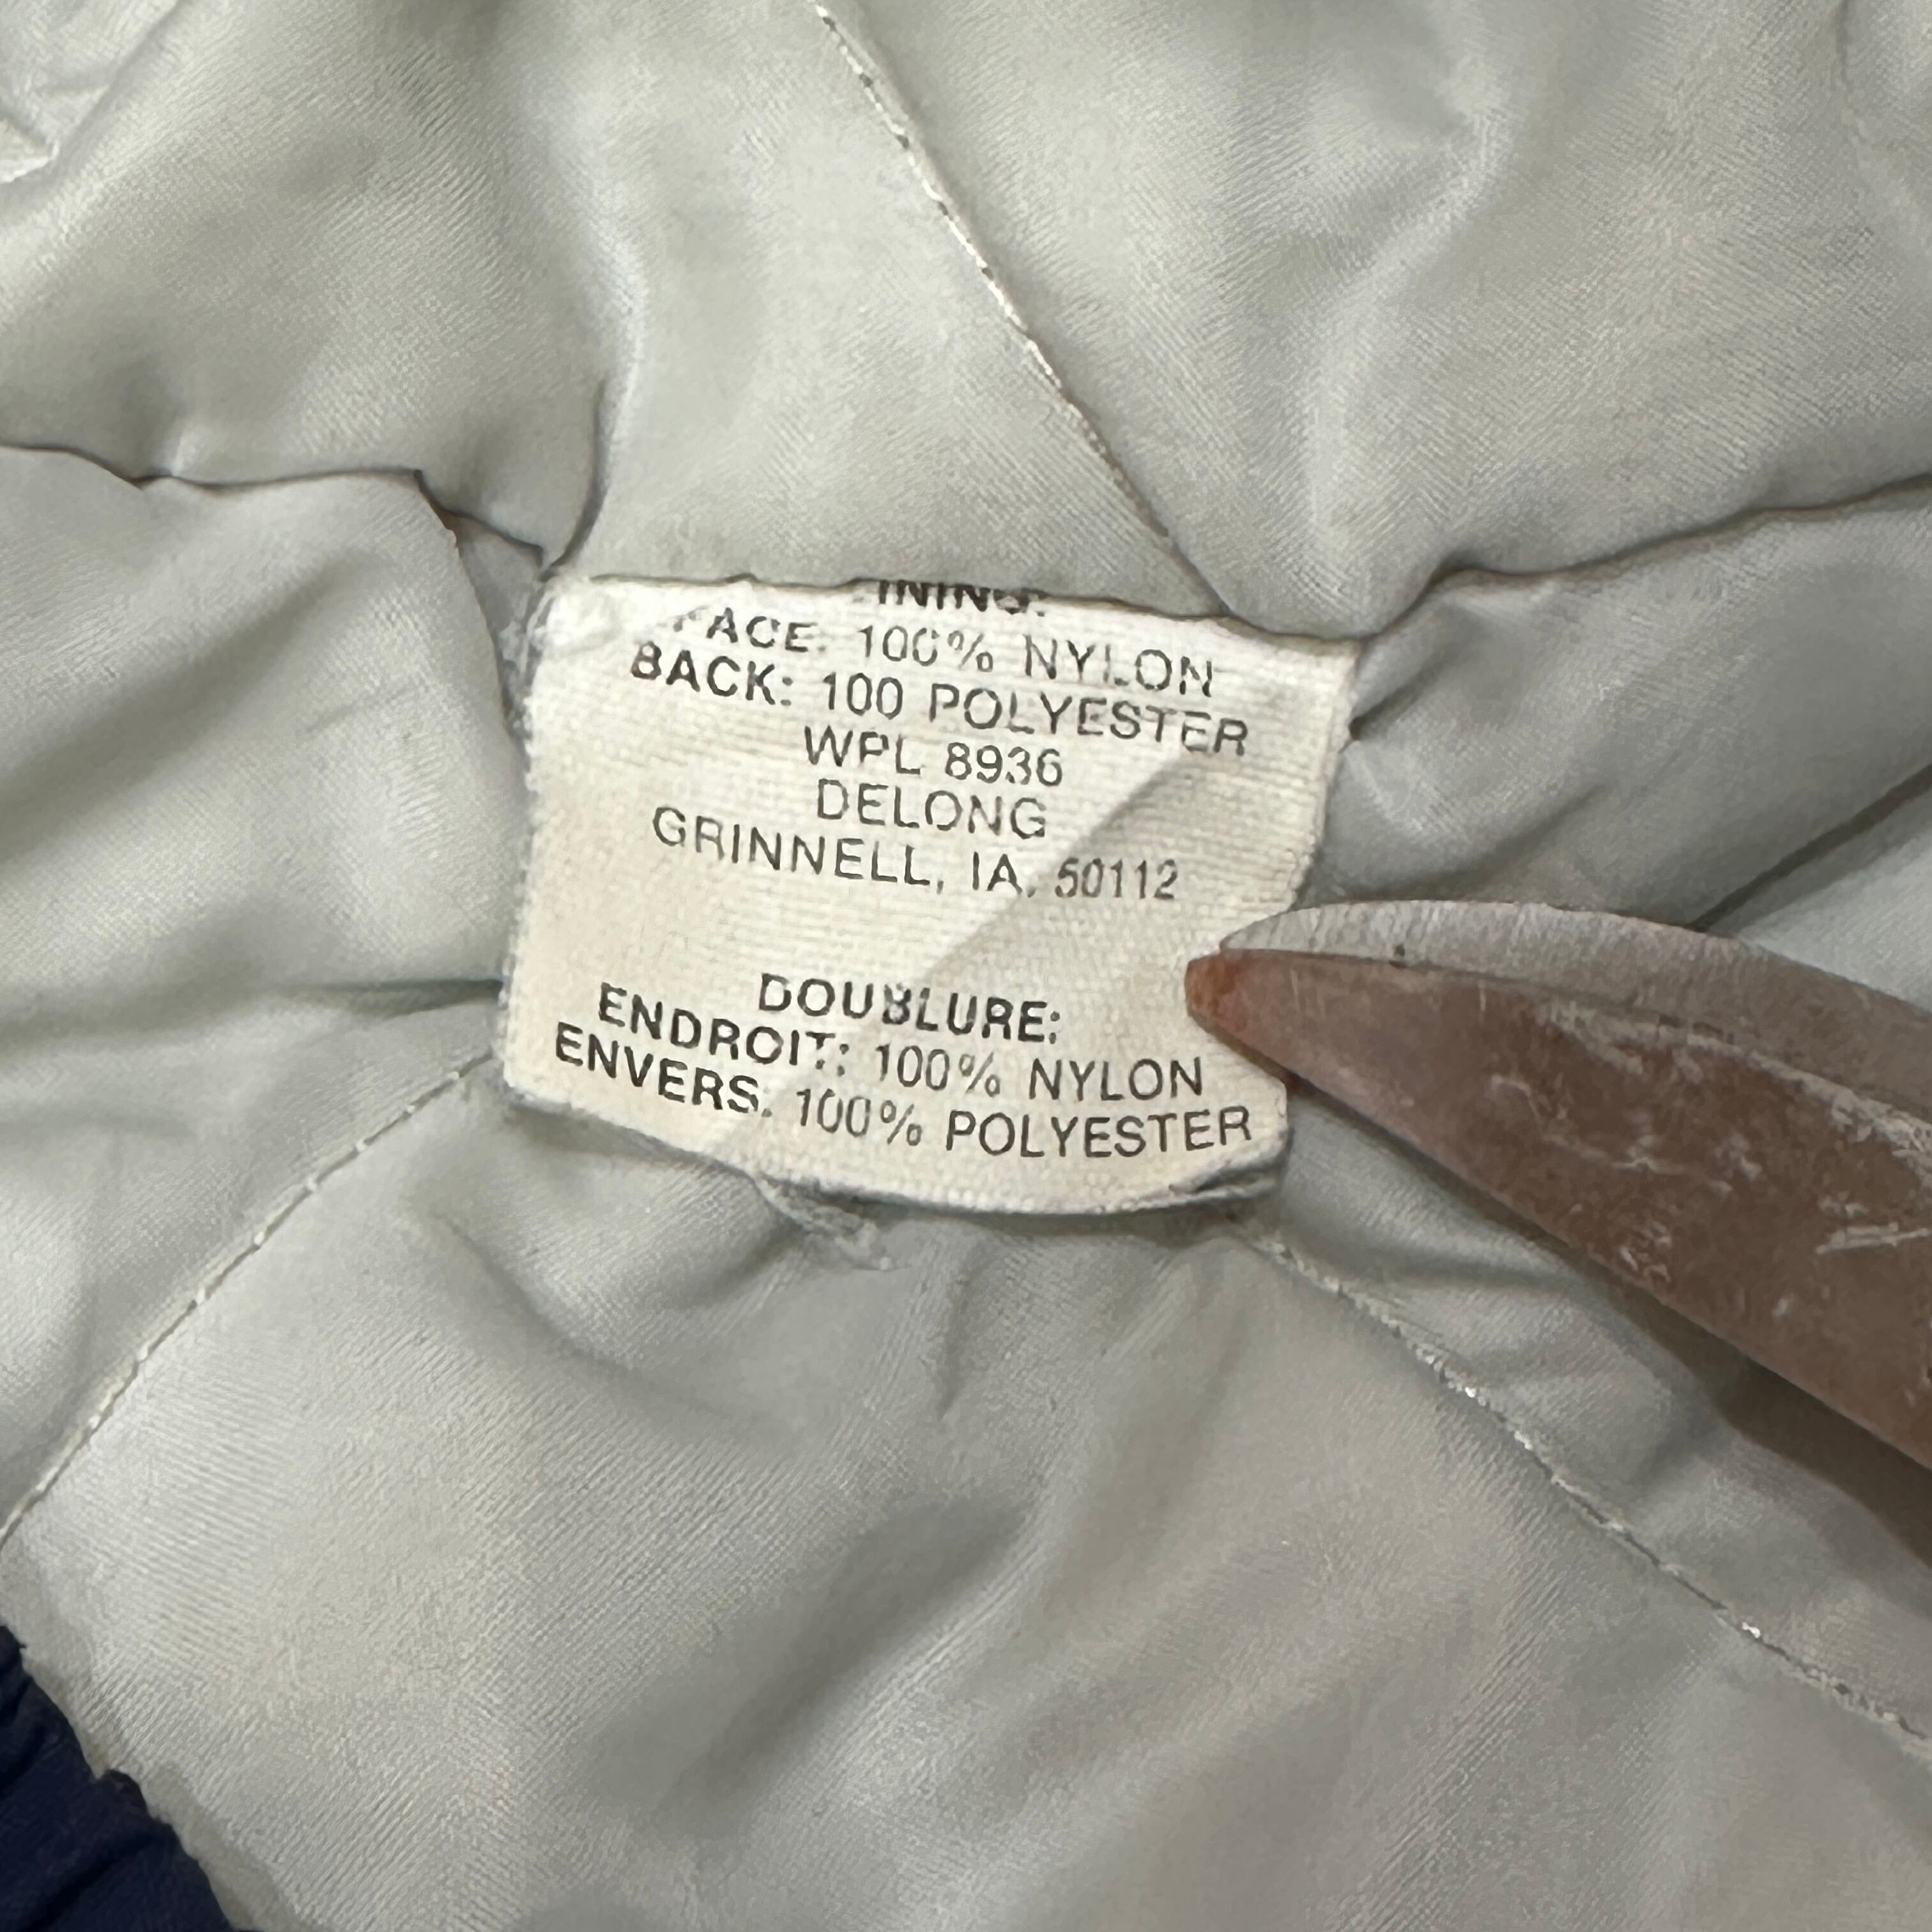 LINING:
FACE: 100% NYLON
BACK: 100 POLYESTER
WPL 8936
DELONG
GRINNELL, IA, 50112
DOUBLURE:
ENDROIT: 100% NYLON
ENVERS: 100% POLYESTER